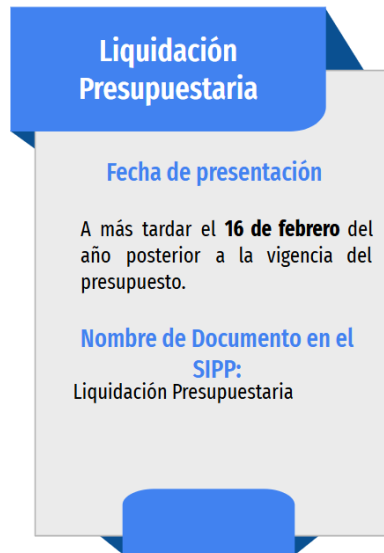 Liquidación
Presupuestaria
Fecha de presentación
A más tardar el 16 de febrero del
año posterior a la vigencia del
presupuesto.
Nombre de Documento en el
SIPP:
Liquidación Presupuestaria